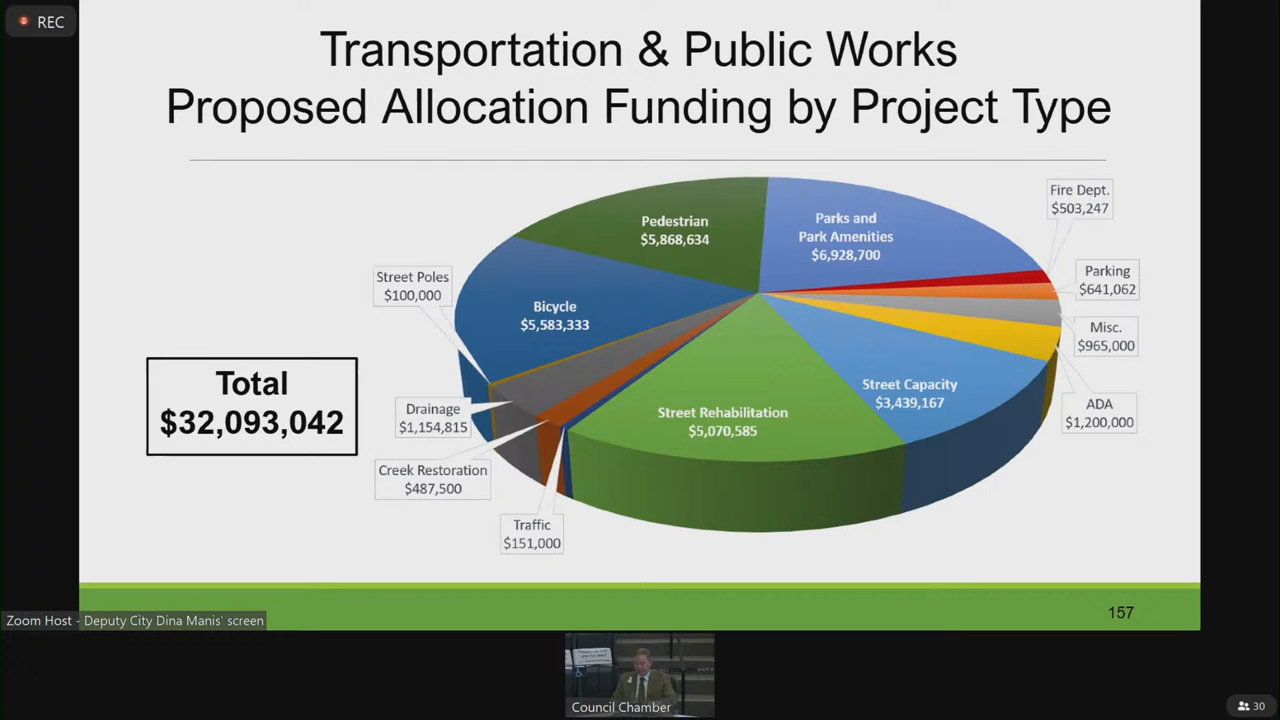 REC
Transportation & Public Works
Proposed Allocation Funding by Project Type
Fire Dept.
$503,247
Pedestrian
$5,868,634
Parks and
Park Amenities
$6,928,700
Parking
$641,062
Street Poles
$100,000
Bicycle
$5,583,333
Misc.
$965,000
Total
$32,093,042
Street Capacity
$3,439,167
ADA
$1,200,000
Drainage
$1,154,815
Street Rehabilitation
$5,070,585
Creek Restoration
$487,500
Traffic
$151,000
157
Zoom Host - Deputy City Dina Manis' screen
Council Chamber
30